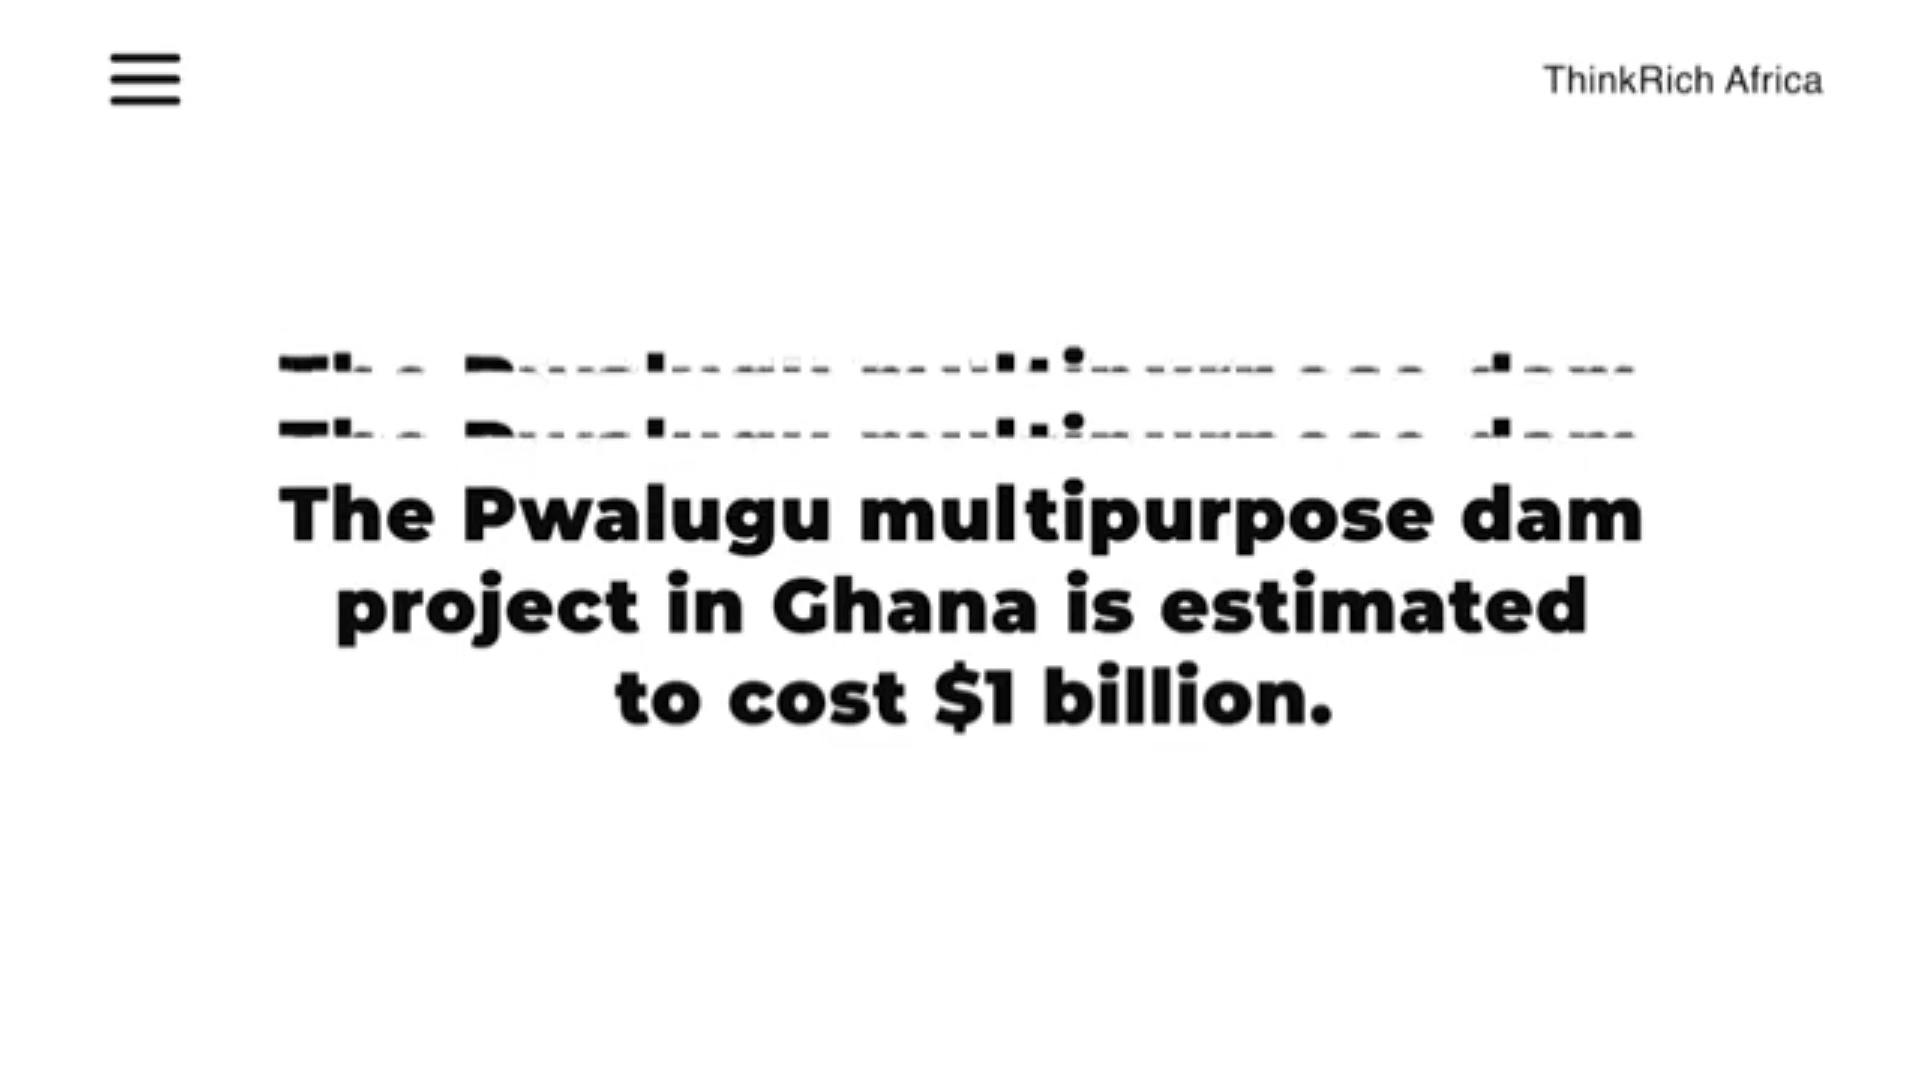 ThinkRich Africa
The Pwalugu multipurpose dam
project in Ghana is estimated
to cost $1 billion.